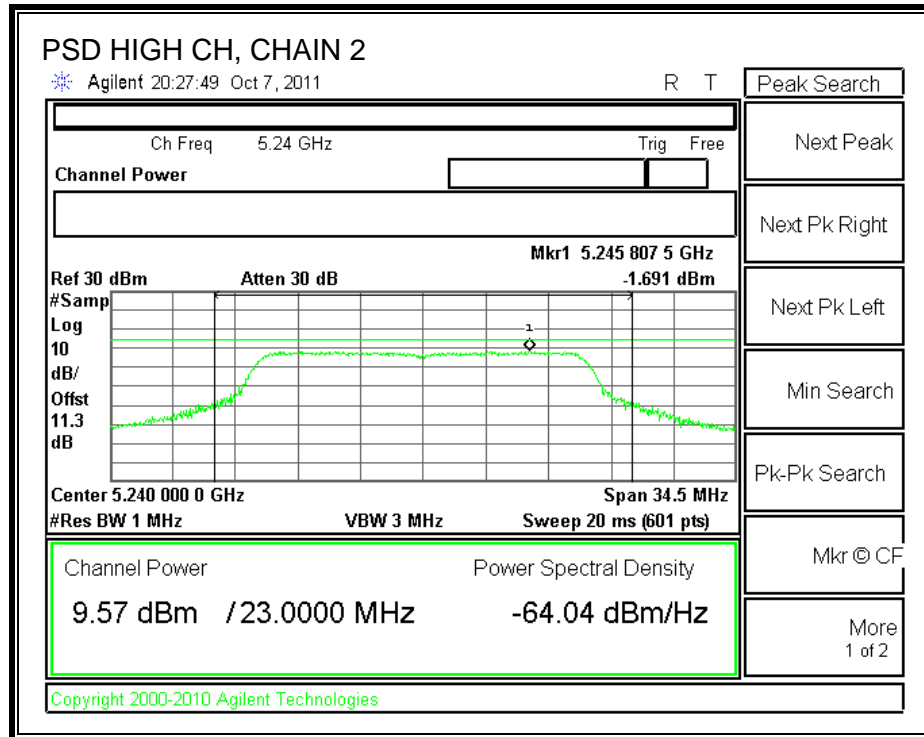 PSD HIGH CH, CHAIN 2
Agilent 20:27:49 Oct 7, 2011 R T
Peak Search
Ch Freq 5.24 GHz Trig Free
Next Peak
Channel Power
Next Pk Right
Mkr1 5.245 807 5 GHz
Ref 30 dBm Atten 30 dB -1.691 dBm
#Samp
Next Pk Left
Log
1
10
dB/
Min Search
Offst
11.3
dB
Pk-Pk Search
Center 5.240 000 0 GHz Span 34.5 MHz
#Res BW 1 MHz VBW 3 MHz Sweep 20 ms (601 pts)
Mkr © CF
Channel Power Power Spectral Density
9.57 dBm / 23.0000 MHz -64.04 dBm/Hz
More
1 of 2
Copyright 2000-2010 Agilent Technologies